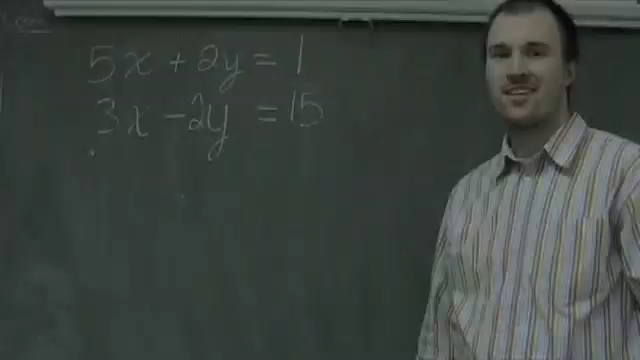 5x + 2y = 1
3x - 2y = 15